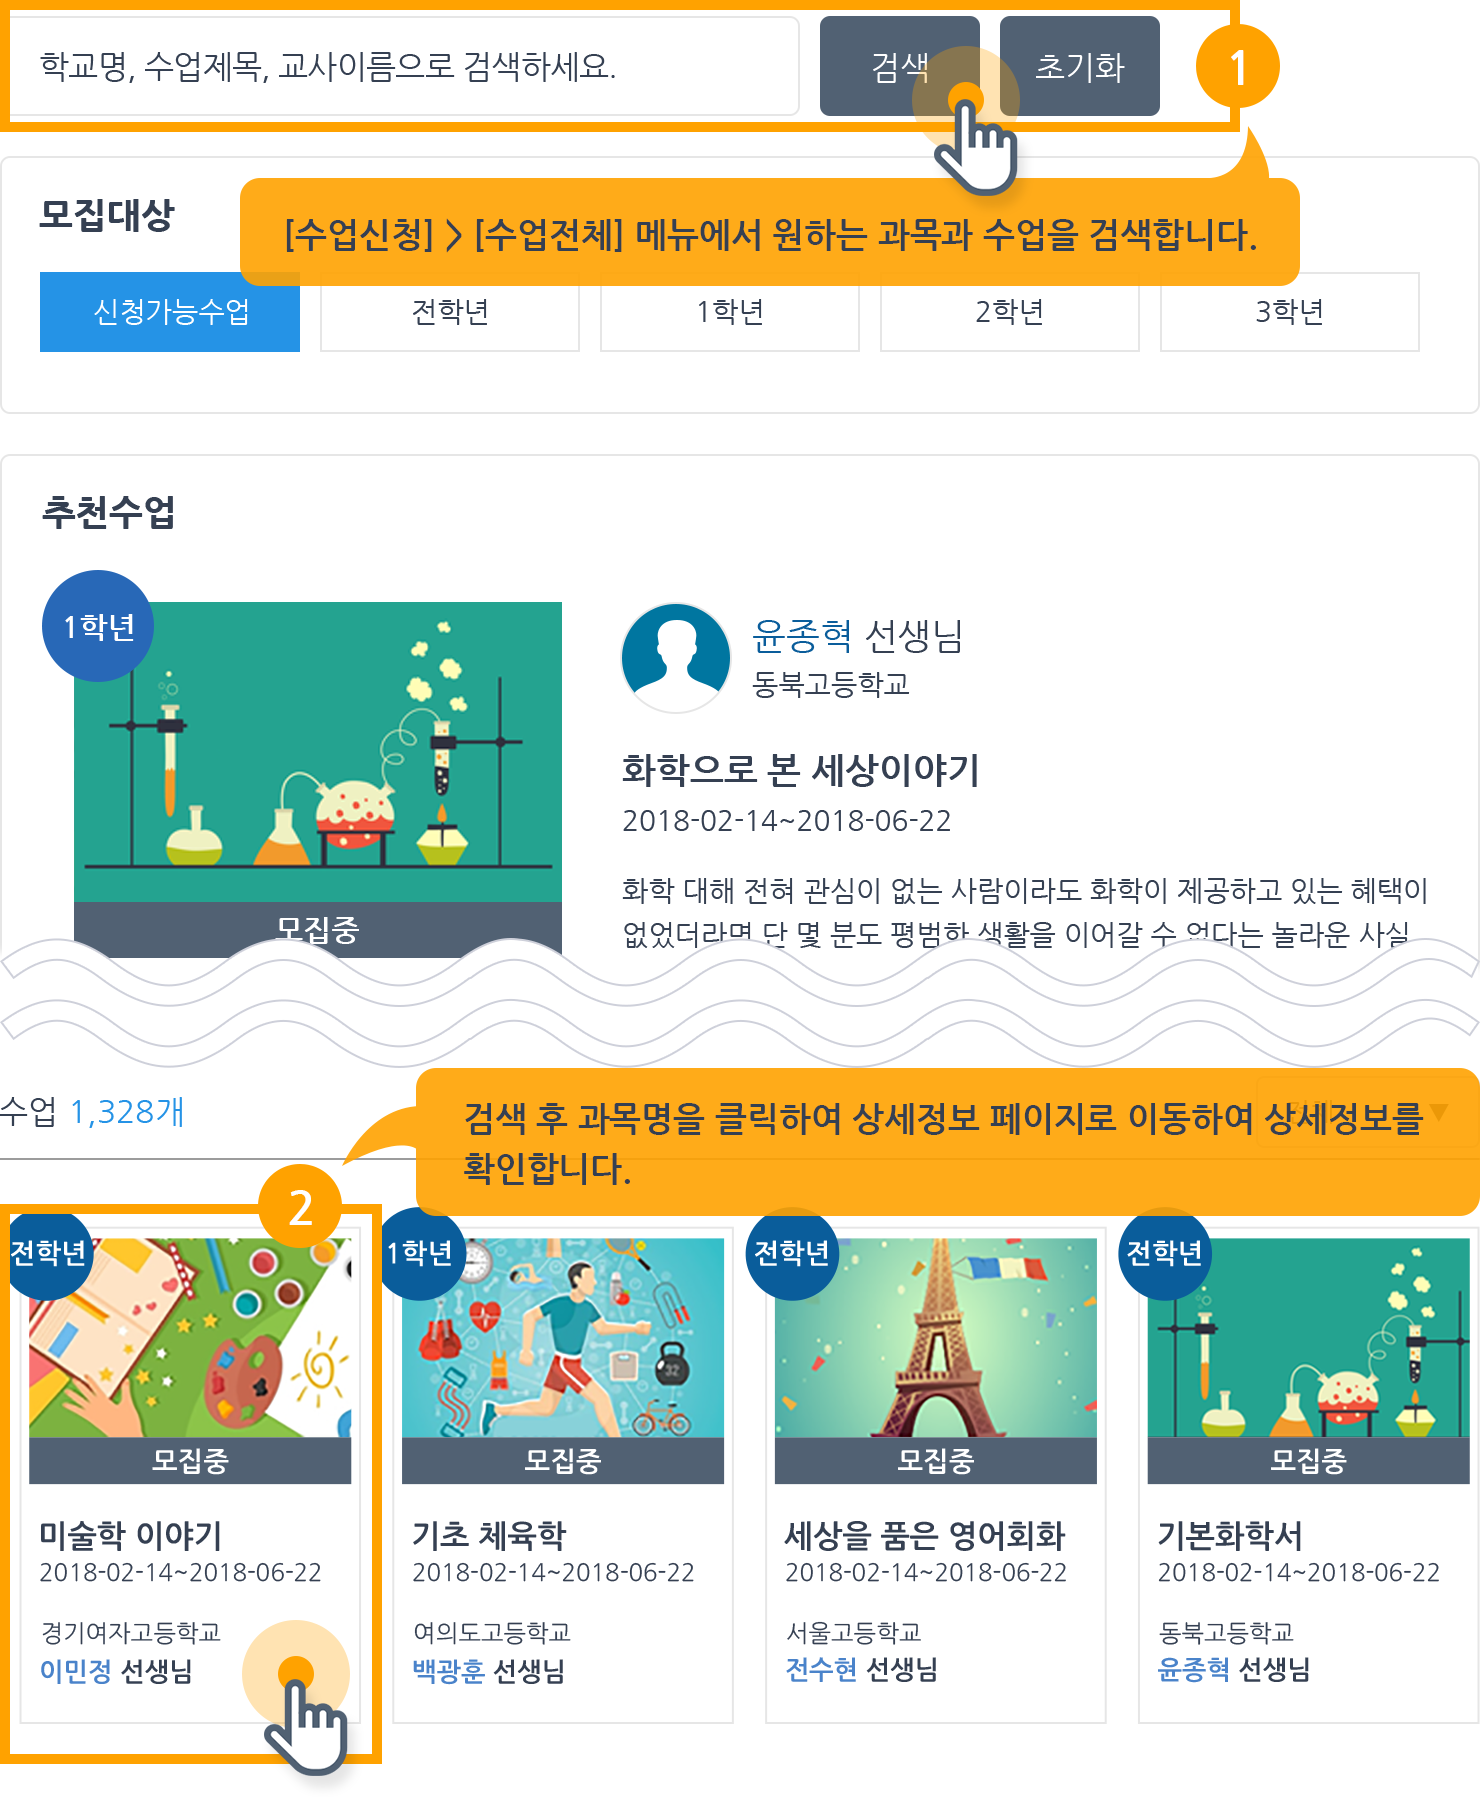 학교명, 수업제목, 교사이름으로 검색하세요.
검색
초기화
1
모집대상
[수업신청] > [수업전체] 메뉴에서 원하는 과목과 수업을 검색합니다.
신청가능수업
전학년
1학년
2학년
3학년
추천수업
1학년
모집중
윤종혁 선생님
동북고등학교
화학으로 본 세상이야기
2018-02-14~2018-06-22
화학 대해 전혀 관심이 없는 사람이라도 화학이 제공하고 있는 혜택이
없었더라면 단 몇 분도 평범한 생활을 이어갈 수 없다는 놀라운 사실
수업 1,328개
검색 후 과목명을 클릭하여 상세정보 페이지로 이동하여 상세정보를
확인합니다.
2
전학년
모집중
미술학 이야기
2018-02-14~2018-06-22
경기여자고등학교
이민정 선생님
1학년
32
모집중
기초 체육학
2018-02-14~2018-06-22
여의도고등학교
백광훈 선생님
전학년
모집중
세상을 품은 영어회화
2018-02-14~2018-06-22
서울고등학교
전수현 선생님
전학년
모집중
기본화학서
2018-02-14~2018-06-22
동북고등학교
윤종혁 선생님